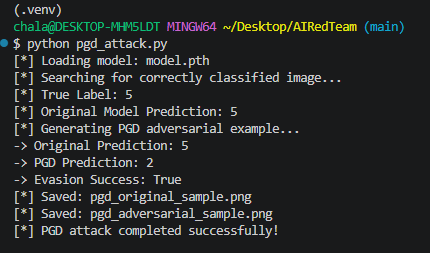 (.venv)
chala@DESKTOP-MHM5LDT MINGW64 ~/Desktop/AIRedTeam (main)
$ python pgd_attack.py
[*] Loading model: model.pth
[*] Searching for correctly classified image...
[*] True Label: 5
[*] Original Model Prediction: 5
[*] Generating PGD adversarial example...
-> Original Prediction: 5
-> PGD Prediction: 2
-> Evasion Success: True
[*] Saved: pgd_original_sample.png
[*] Saved: pgd_adversarial_sample.png
[*] PGD attack completed successfully!